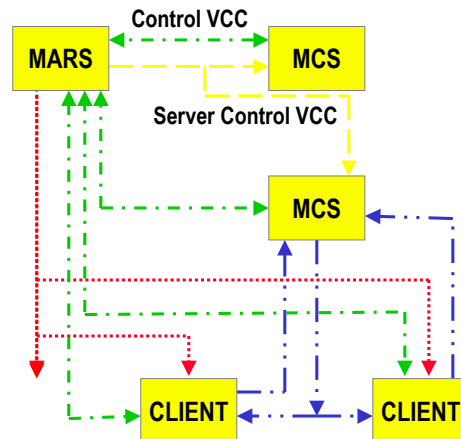 Control VCC
MARS
MCS
Server Control VCC
MCS
CLIENT
CLIENT